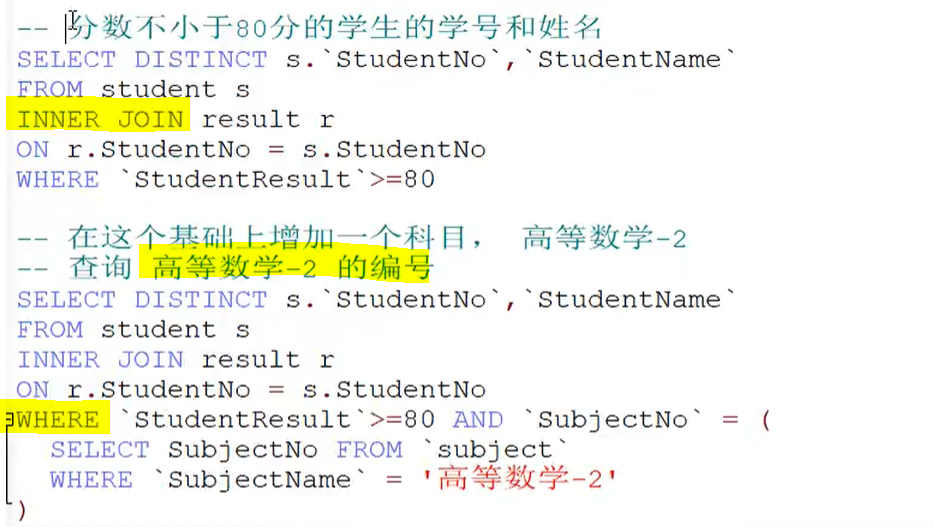 -- 分数不小于80分的学生的学号和姓名
SELECT DISTINCT s.`StudentNo`,`StudentName`
FROM student s
INNER JOIN result r
ON r.StudentNo = s.StudentNo
WHERE `StudentResult`>=80
-- 在这个基础上增加一个科目， 高等数学-2
-- 查询 高等数学-2 的编号
SELECT DISTINCT s.`StudentNo`,`StudentName`
FROM student s
INNER JOIN result r
ON r.StudentNo = s.StudentNo
WHERE `StudentResult`>=80 AND `SubjectNo` = (
SELECT SubjectNo FROM `subject`
WHERE `SubjectName` = '高等数学-2'
)